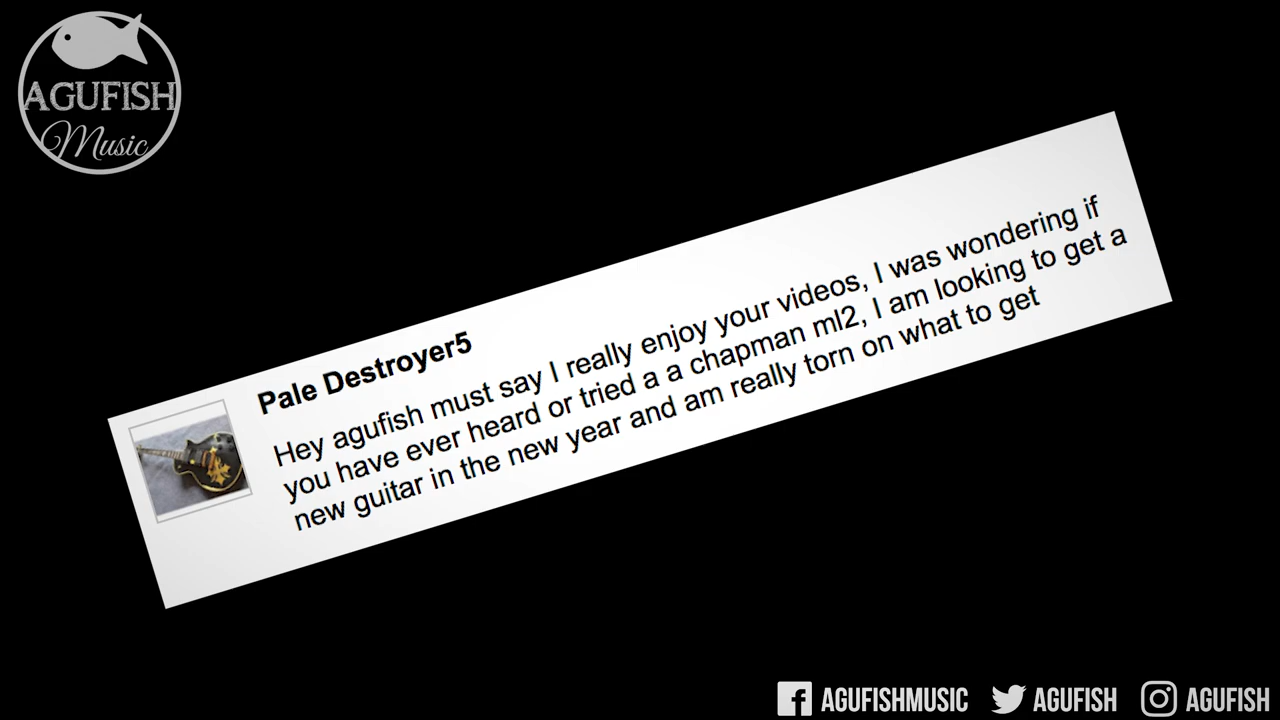 AGUFISH
Music
Pale Destroyer5
Hey agufish must say I really enjoy your videos, I was wondering if
you have ever heard or tried a a chapman ml2, I am looking to get a
new guitar in the new year and am really torn on what to get
AGUFISHMUSIC AGUFISH AGUFISH